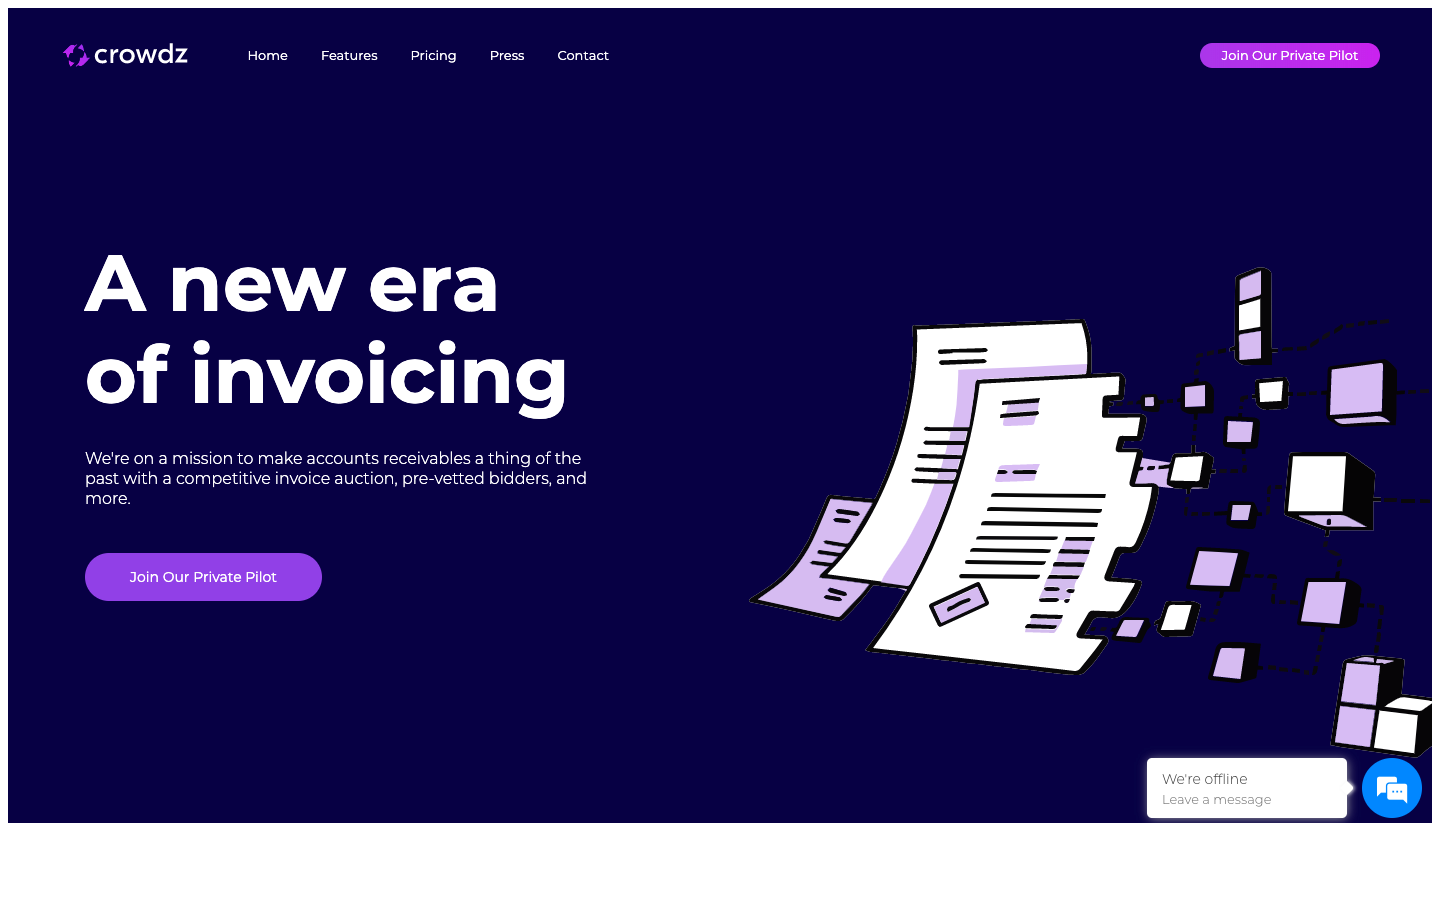 crowdz
Home
Features
Pricing
Press
Contact
Join Our Private Pilot
A new era
of invoicing
We're on a mission to make accounts receivables a thing of the
past with a competitive invoice auction, pre-vetted bidders, and
more.
Join Our Private Pilot
We're offline
Leave a message